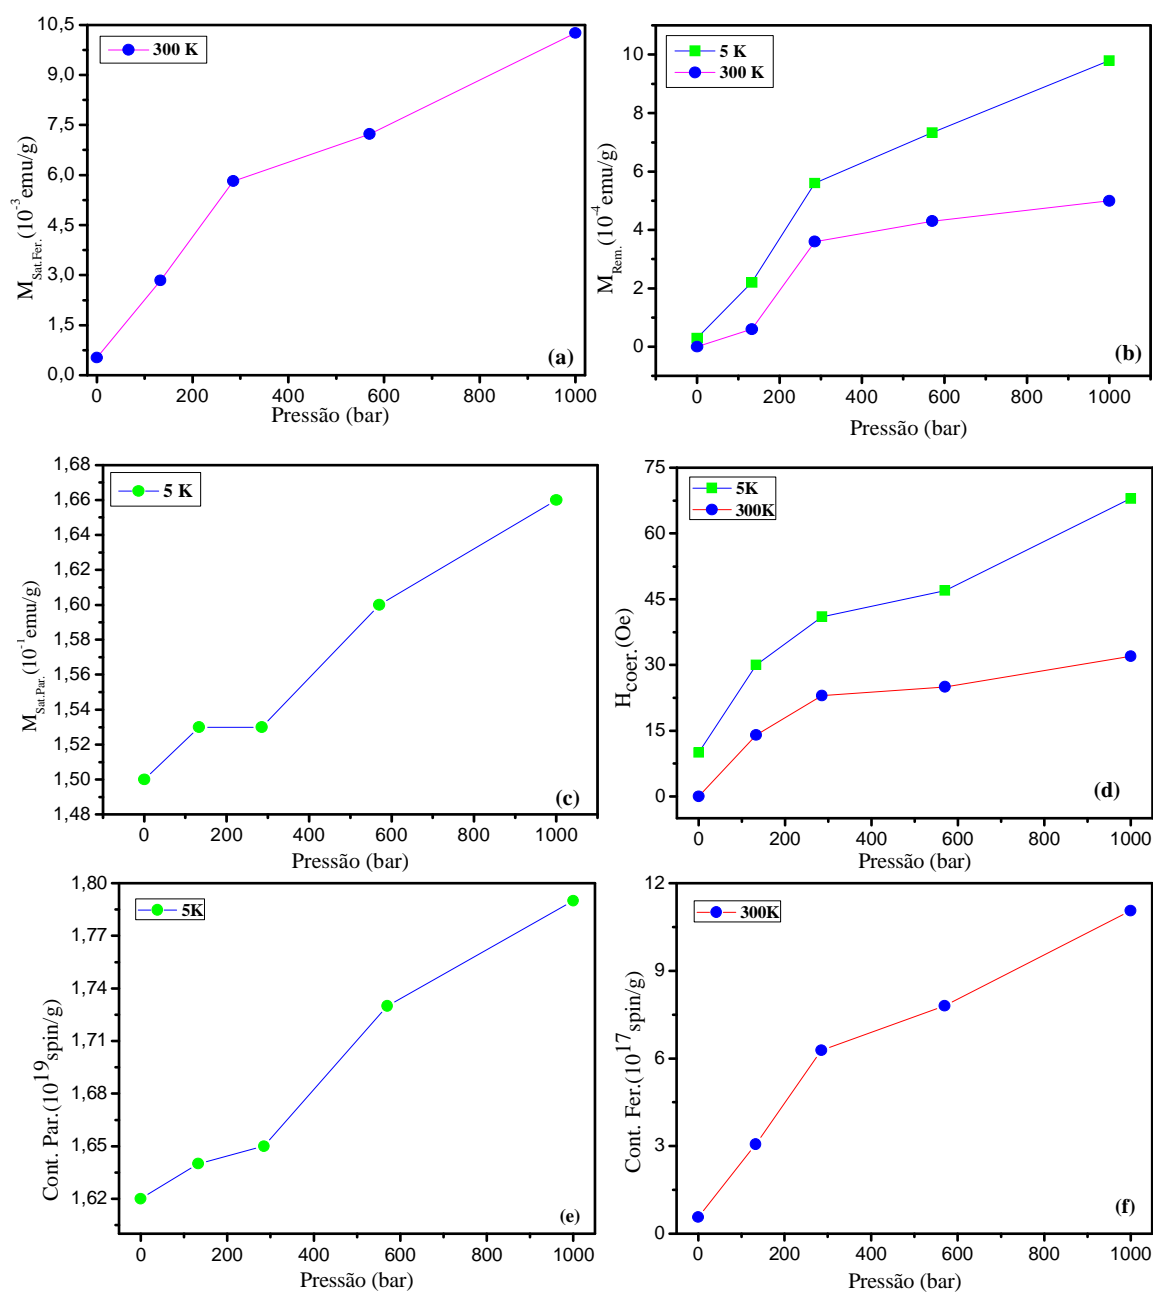 10,5
9,0
7,5
6,0
4,5
3,0
1,5
0,0
M Sat.Fer. (10^-3 emu/g)
300 K
(a)
0 200 400 600 800 1000
Pressão (bar)
10
8
6
4
2
0
M Rem. (10^-4 emu/g)
5 K
300 K
(b)
0 200 400 600 800 1000
Pressão (bar)
1,68
1,66
1,64
1,62
1,60
1,58
1,56
1,54
1,52
1,50
1,48
M Sat.Par. (10^-1 emu/g)
5 K
(c)
0 200 400 600 800 1000
Pressão (bar)
75
60
45
30
15
0
H coer. (Oe)
5K
300K
(d)
0 200 400 600 800 1000
Pressão (bar)
1,80
1,77
1,74
1,71
1,68
1,65
1,62
Cont. Par.(10^19 spin/g)
5K
(e)
0 200 400 600 800 1000
Pressão (bar)
12
9
6
3
0
Cont. Fer.(10^17 spin/g)
300K
(f)
0 200 400 600 800 1000
Pressão (bar)